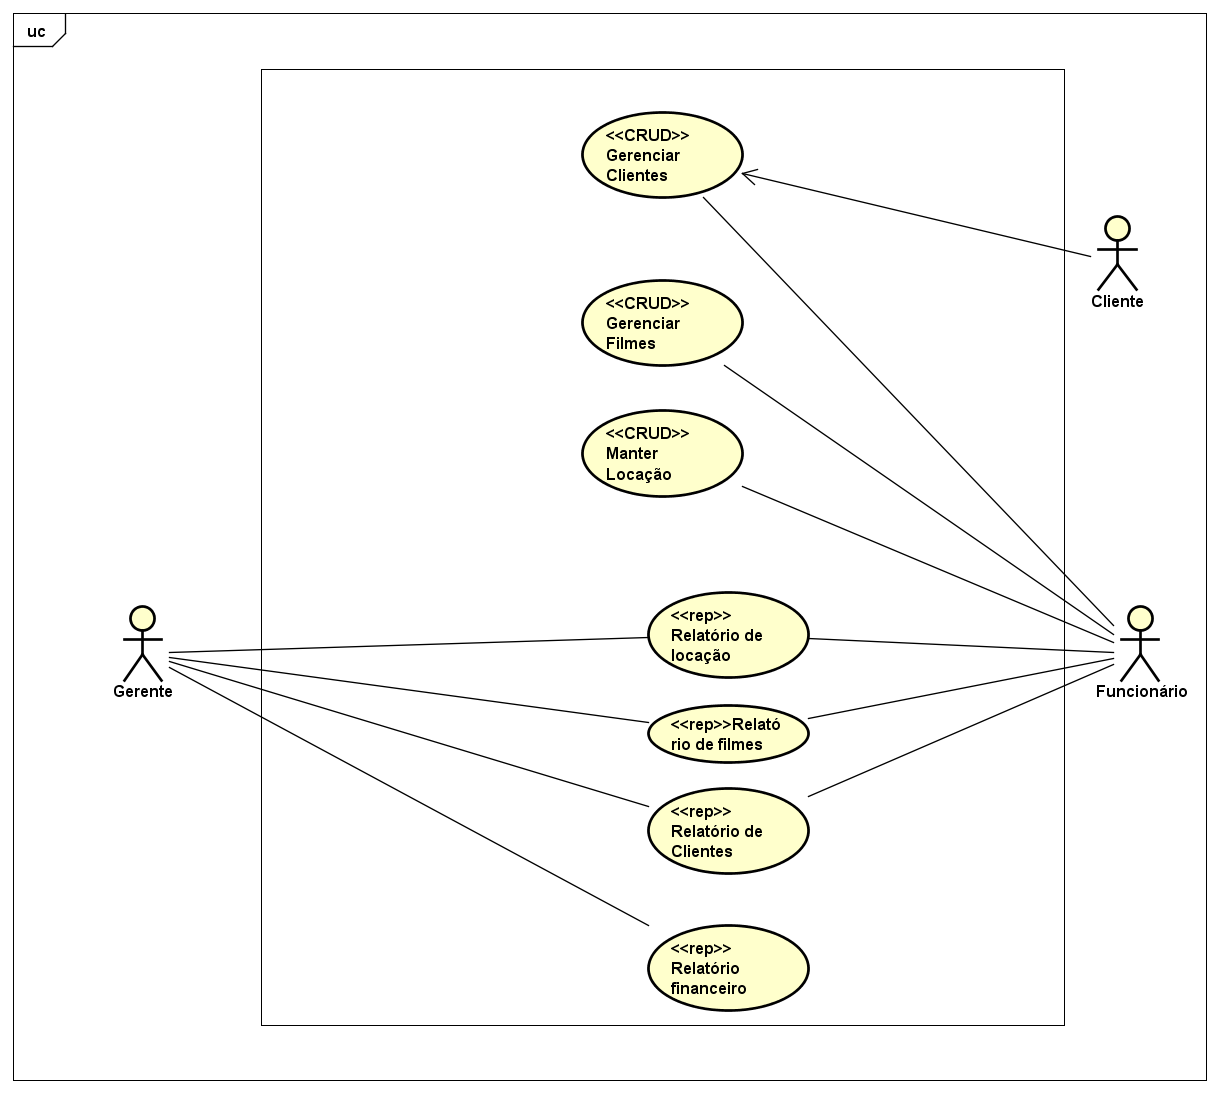 uc
<<CRUD>>
Gerenciar
Clientes
Cliente
<<CRUD>>
Gerenciar
Filmes
<<CRUD>>
Manter
Locação
<<rep>>
Relatório de
locação
Gerente
Funcionário
<<rep>>Relató
rio de filmes
<<rep>>
Relatório de
Clientes
<<rep>>
Relatório
financeiro